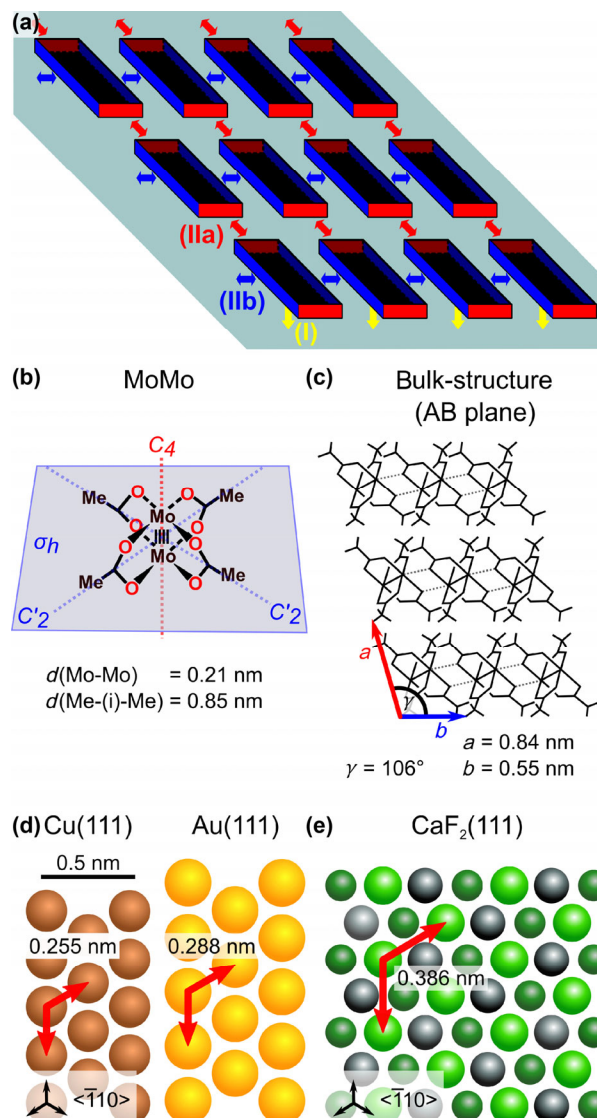 (a)
(IIa)
(IIb)
(I)
(b) MoMo
C4
O O
Me Me
O Mo O
σh
O Mo O
Me O O Me
C'2 C'2
d(Mo-Mo) = 0.21 nm
d(Me-(i)-Me) = 0.85 nm
(c) Bulk-structure
(AB plane)
a
γ
b
a = 0.84 nm
γ = 106° b = 0.55 nm
(d) Cu(111) Au(111)
0.5 nm
0.255 nm 0.288 nm
<1̄10>
(e) CaF2(111)
0.386 nm
<1̄10>